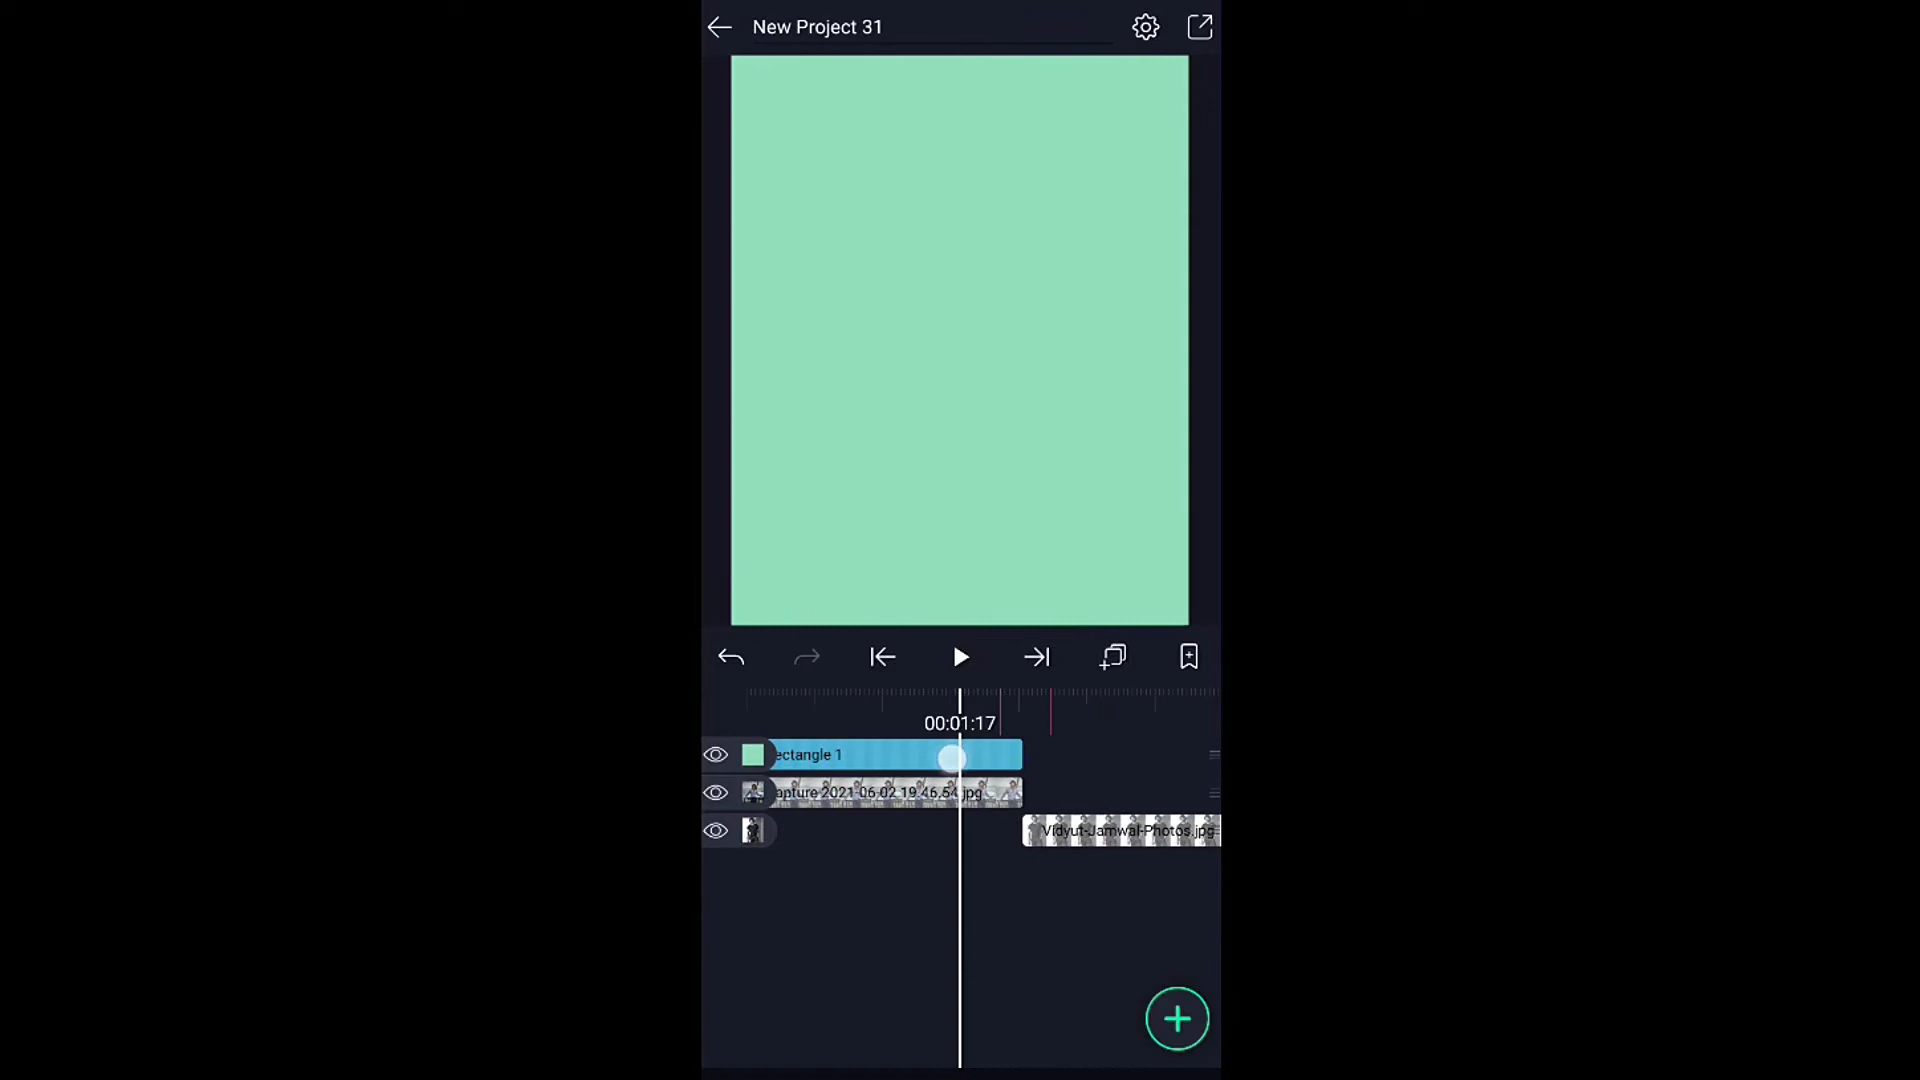 New Project 31
00:01:17
ectangle 1
apture 2021-06-02 19.46.54.jpg
Vidyut-Jamwal-Photos.jpg